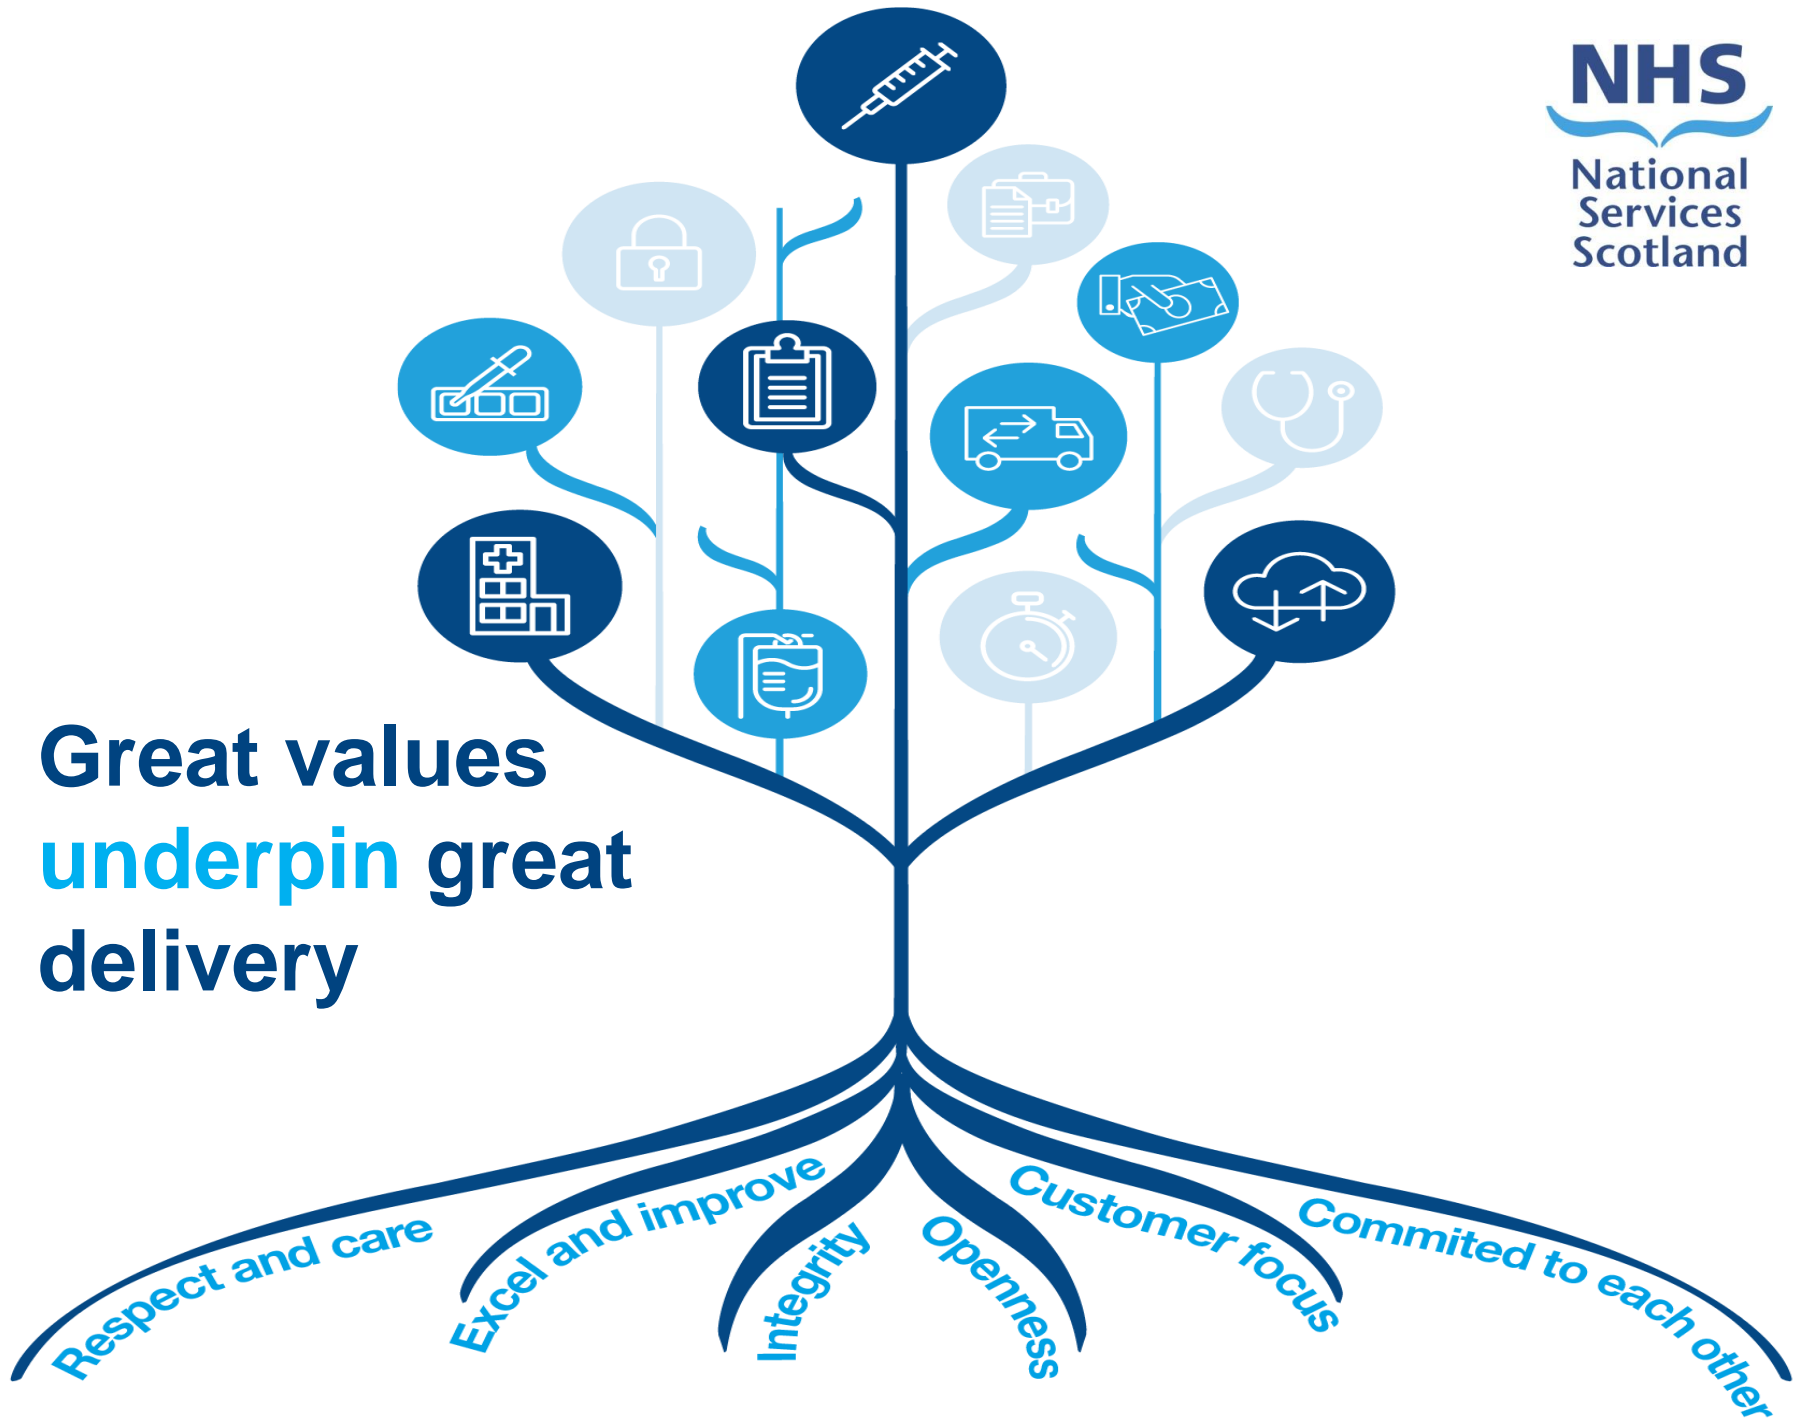 NHS
National
Services
Scotland
Great values
underpin great
delivery
Respect and care
Excel and improve
Integrity
Openness
Customer focus
Commited to each other